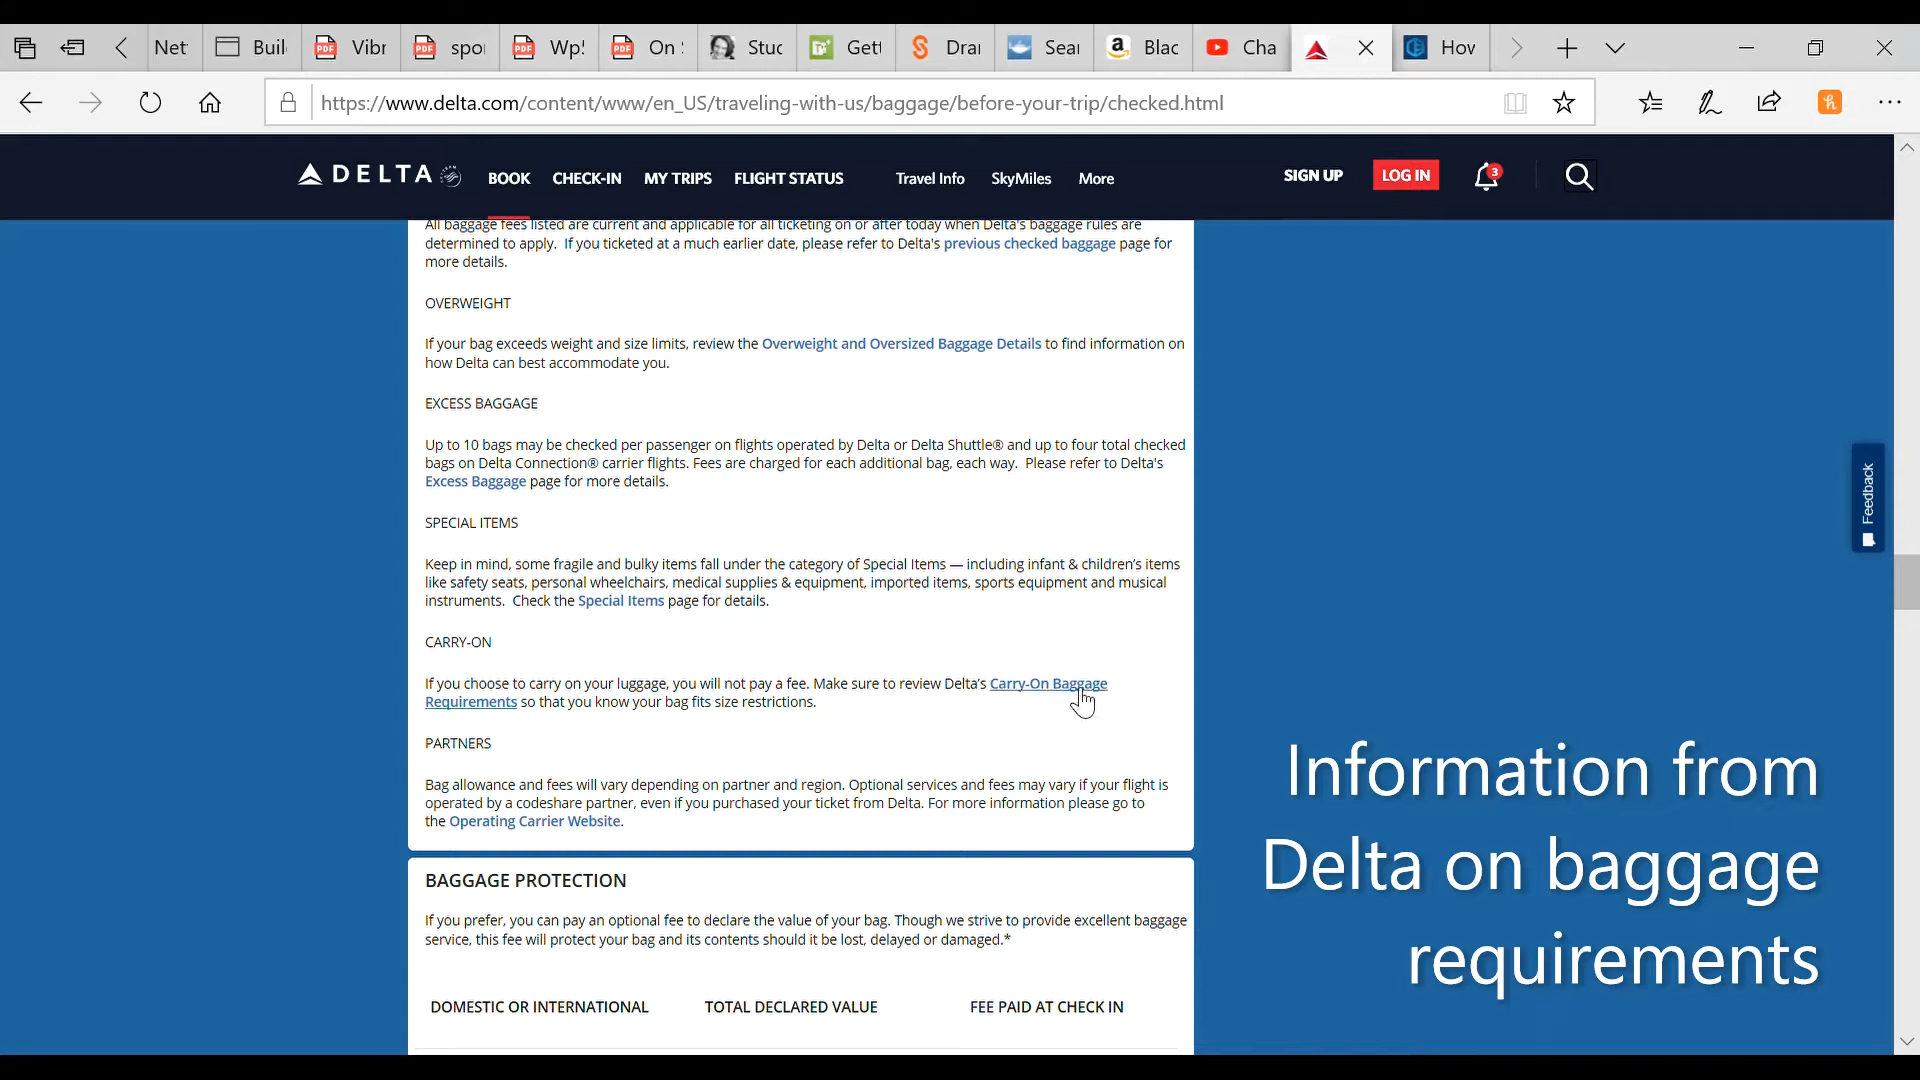 Net
Buil
Vibr
spo
Wp!
On
Stuc
Gett
Drai
Sear
Blac
Cha
Hov
https://www.delta.com/content/www/en_US/traveling-with-us/baggage/before-your-trip/checked.html
DELTA
BOOK
CHECK-IN
MY TRIPS
FLIGHT STATUS
Travel Info
SkyMiles
More
SIGN UP
LOG IN
3
All baggage fees listed are current and applicable for all ticketing on or after today when Delta's baggage rules are
determined to apply.  If you ticketed at a much earlier date, please refer to Delta's previous checked baggage page for
more details.
OVERWEIGHT
If your bag exceeds weight and size limits, review the Overweight and Oversized Baggage Details to find information on
how Delta can best accommodate you.
EXCESS BAGGAGE
Up to 10 bags may be checked per passenger on flights operated by Delta or Delta Shuttle® and up to four total checked
bags on Delta Connection® carrier flights. Fees are charged for each additional bag, each way.  Please refer to Delta's
Excess Baggage page for more details.
SPECIAL ITEMS
Keep in mind, some fragile and bulky items fall under the category of Special Items — including infant & children's items
like safety seats, personal wheelchairs, medical supplies & equipment, imported items, sports equipment and musical
instruments.  Check the Special Items page for details.
CARRY-ON
If you choose to carry on your luggage, you will not pay a fee. Make sure to review Delta's Carry-On Baggage
Requirements so that you know your bag fits size restrictions.
PARTNERS
Bag allowance and fees will vary depending on partner and region. Optional services and fees may vary if your flight is
operated by a codeshare partner, even if you purchased your ticket from Delta. For more information please go to
the Operating Carrier Website.
Feedback
Information from
Delta on baggage
requirements
BAGGAGE PROTECTION
If you prefer, you can pay an optional fee to declare the value of your bag. Though we strive to provide excellent baggage
service, this fee will protect your bag and its contents should it be lost, delayed or damaged.*
DOMESTIC OR INTERNATIONAL
TOTAL DECLARED VALUE
FEE PAID AT CHECK IN